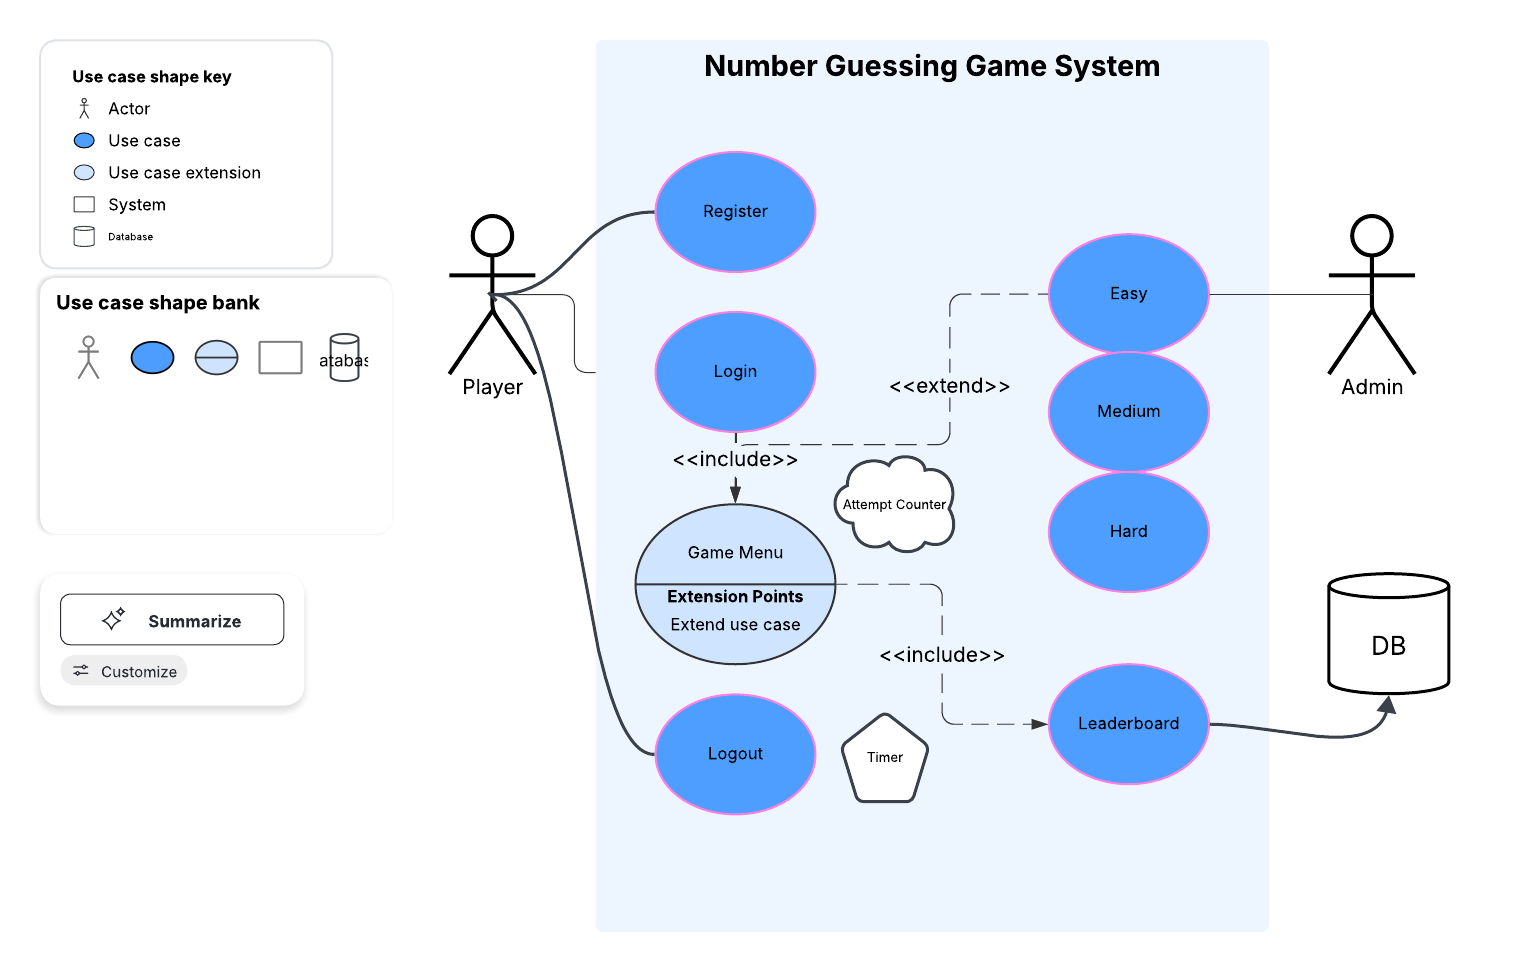 Number Guessing Game System
Use case shape key
Actor
Use case
Use case extension
System
Database
Use case shape bank
atabas
Summarize
Customize
Player
Register
Login
<<include>>
Game Menu
Extension Points
Extend use case
Logout
<<extend>>
Attempt Counter
<<include>>
Timer
Easy
Medium
Hard
Leaderboard
Admin
DB